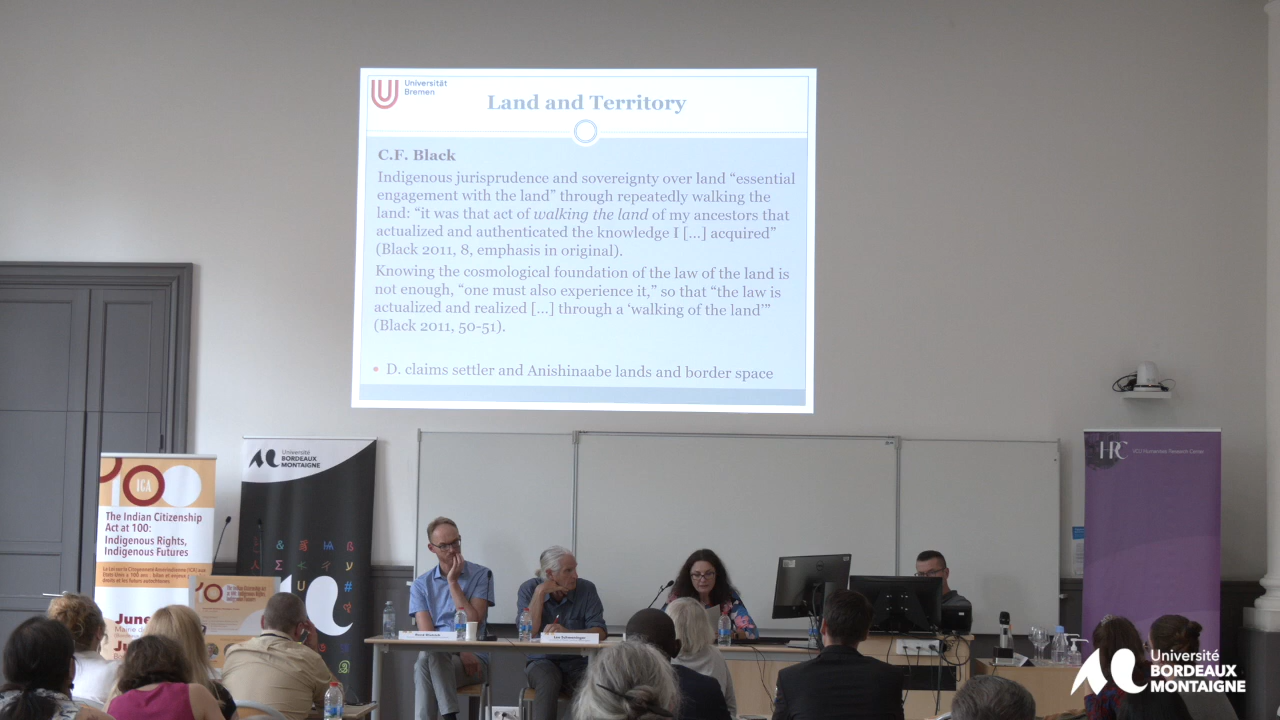 Universität
Bremen
Land and Territory
C.F. Black
Indigenous jurisprudence and sovereignty over land “essential
engagement with the land” through repeatedly walking the
land: “it was that act of walking the land of my ancestors that
actualized and authenticated the knowledge I [...] acquired”
(Black 2011, 8, emphasis in original).
Knowing the cosmological foundation of the law of the land is
not enough, “one must also experience it,” so that “the law is
actualized and realized [...] through a ‘walking of the land’”
(Black 2011, 50-51).
• D. claims settler and Anishinaabe lands and border space
100
ICA
The Indian Citizenship
Act at 100:
Indigenous Rights,
Indigenous Futures
June
Université
BORDEAUX
MONTAIGNE
HRC
Humanities Research Center
Université
BORDEAUX
MONTAIGNE